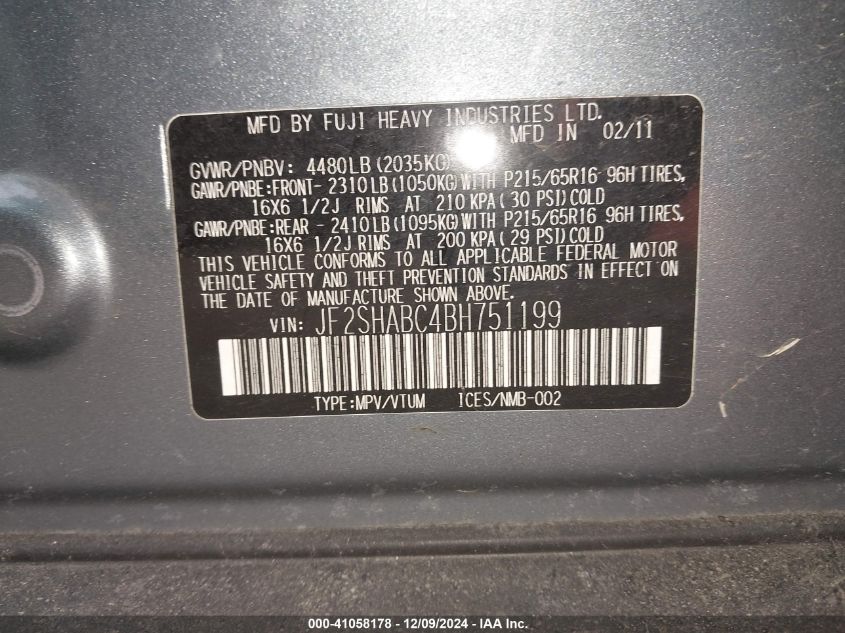 MFD BY FUJI HEAVY INDUSTRIES LTD.
MFD IN 02/11
GVWR/PNBV: 4480LB (2035KG)
GAWR/PNBE:FRONT- 2310LB (1050KG) WITH P215/65R16 96H TIRES,
16X6 1/2J RIMS AT 210 KPA ( 30 PSI) COLD
GAWR/PNBE:REAR - 2410LB (1095KG) WITH P215/65R16 96H TIRES,
16X6 1/2J RIMS AT 200 KPA ( 29 PSI) COLD
THIS VEHICLE CONFORMS TO ALL APPLICABLE FEDERAL MOTOR
VEHICLE SAFETY AND THEFT PREVENTION STANDARDS IN EFFECT ON
THE DATE OF MANUFACTURE SHOWN ABOVE.
VIN: JF2SHABC4BH751199
TYPE:MPV/VTUM ICES/NMB-002
000-41058178 - 12/09/2024 - IAA Inc.